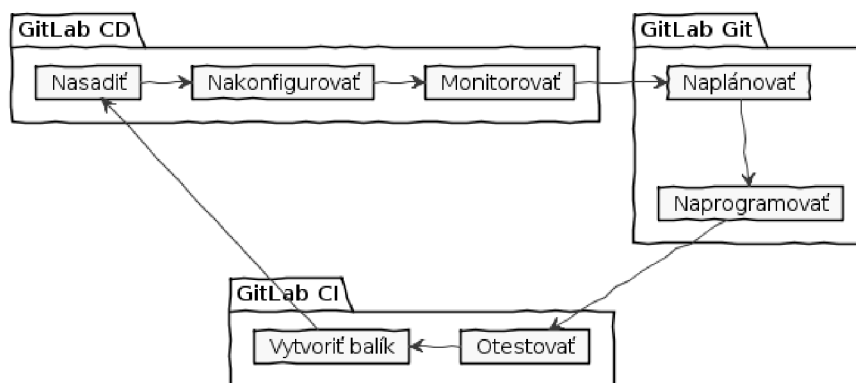 GitLab CD
Nasadiť
Nakonfigurovať
Monitorovať
GitLab Git
Naplánovať
Naprogramovať
GitLab CI
Vytvoriť balík
Otestovať